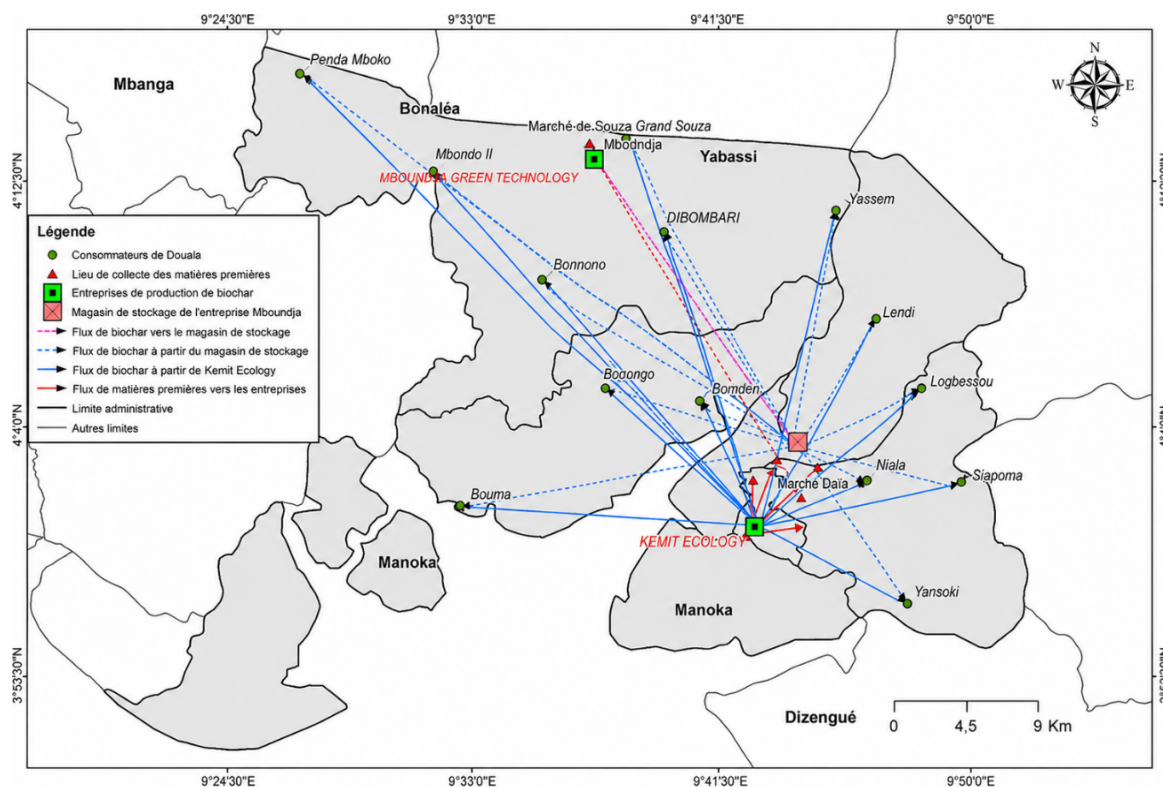 9°24'30"E 9°33'0"E 9°41'30"E 9°50'0"E
Penda Mboko
Mbanga
Bonaléa
N
W E
S
Marché de Souza Grand Souza
Mbodndja
Yabassi
Mbondo II
MBOUNDJA GREEN TECHNOLOGY
4°12'30"N
Yassem
DIBOMBARI
Légende
Consommateurs de Douala
Lieu de collecte des matières premières
Entreprises de production de biochar
Magasin de stockage de l'entreprise Mboundja
Flux de biochar vers le magasin de stockage
Flux de biochar à partir du magasin de stockage
Flux de biochar à partir de Kemit Ecology
Flux de matières premières vers les entreprises
Limite administrative
Autres limites
Bonnono
Lendi
Bogongo
Bomden
Logbessou
4°4'0"N
Niala
Siapoma
Marché Daïa
Bouma
KEMIT ECOLOGY
Manoka
Manoka
Yansoki
3°53'30"N
Dizengué
0 4,5 9 Km
9°24'30"E 9°33'0"E 9°41'30"E 9°50'0"E